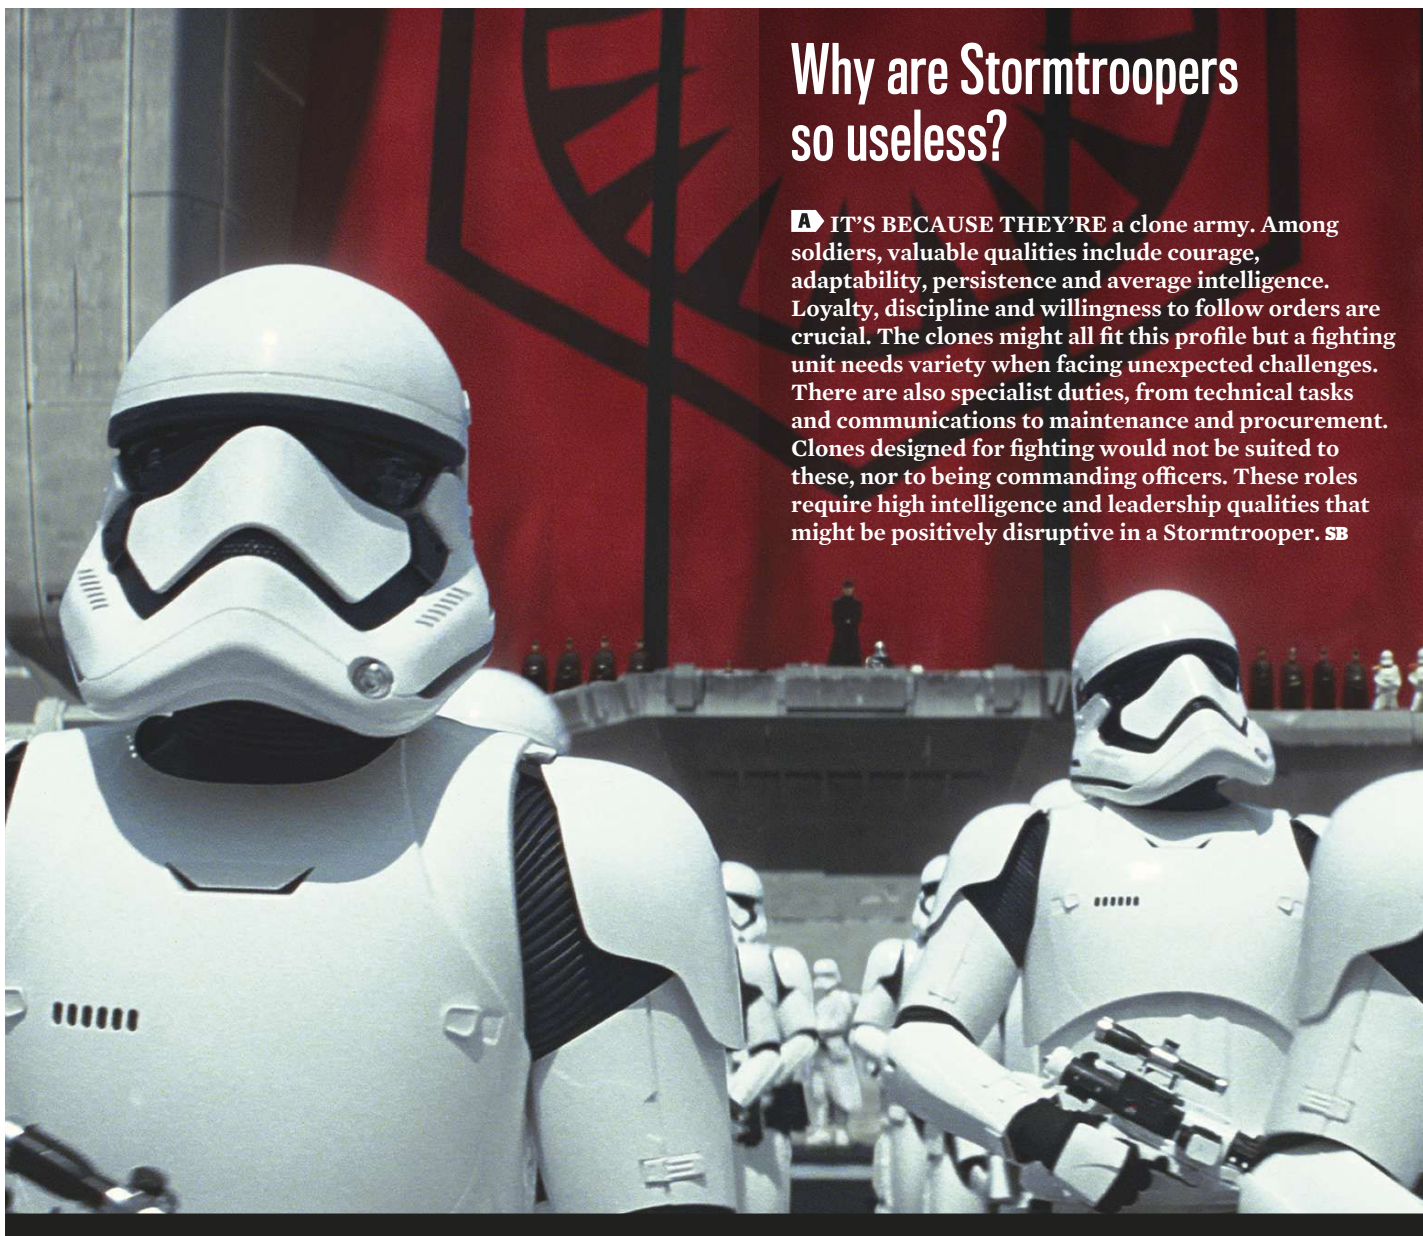 Why are Stormtroopers
so useless?
A IT’S BECAUSE THEY’RE a clone army. Among
soldiers, valuable qualities include courage,
adaptability, persistence and average intelligence.
Loyalty, discipline and willingness to follow orders are
crucial. The clones might all fit this profile but a fighting
unit needs variety when facing unexpected challenges.
There are also specialist duties, from technical tasks
and communications to maintenance and procurement.
Clones designed for fighting would not be suited to
these, nor to being commanding officers. These roles
require high intelligence and leadership qualities that
might be positively disruptive in a Stormtrooper. SB